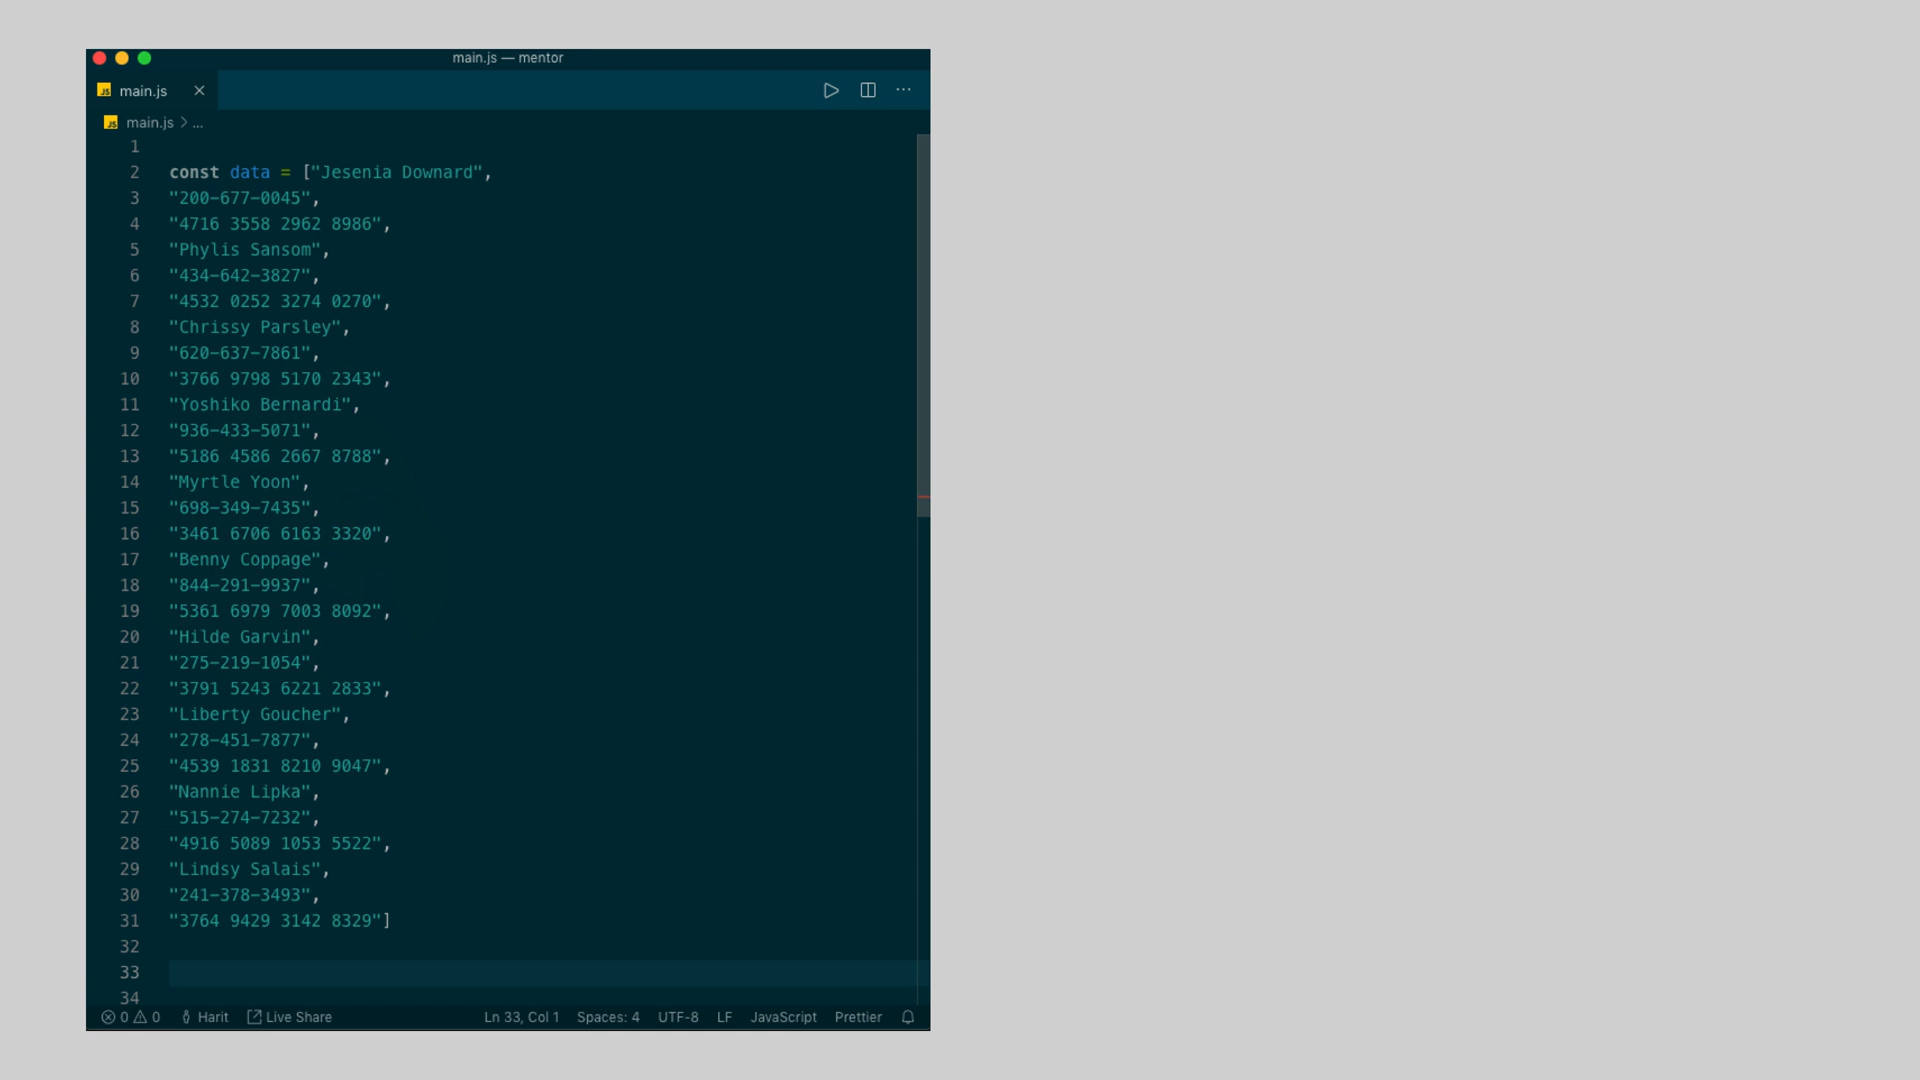 main.js — mentor
JS main.js
JS main.js > ...
1
2 const data = ["Jesenia Downard",
3 "200-677-0045",
4 "4716 3558 2962 8986",
5 "Phylis Sansom",
6 "434-642-3827",
7 "4532 0252 3274 0270",
8 "Chrissy Parsley",
9 "620-637-7861",
10 "3766 9798 5170 2343",
11 "Yoshiko Bernardi",
12 "936-433-5071",
13 "5186 4586 2667 8788",
14 "Myrtle Yoon",
15 "698-349-7435",
16 "3461 6706 6163 3320",
17 "Benny Coppage",
18 "844-291-9937",
19 "5361 6979 7003 8092",
20 "Hilde Garvin",
21 "275-219-1054",
22 "3791 5243 6221 2833",
23 "Liberty Goucher",
24 "278-451-7877",
25 "4539 1831 8210 9047",
26 "Nannie Lipka",
27 "515-274-7232",
28 "4916 5089 1053 5522",
29 "Lindsy Salais",
30 "241-378-3493",
31 "3764 9429 3142 8329"]
32
33
34
0 0 Harit Live Share Ln 33, Col 1 Spaces: 4 UTF-8 LF JavaScript Prettier